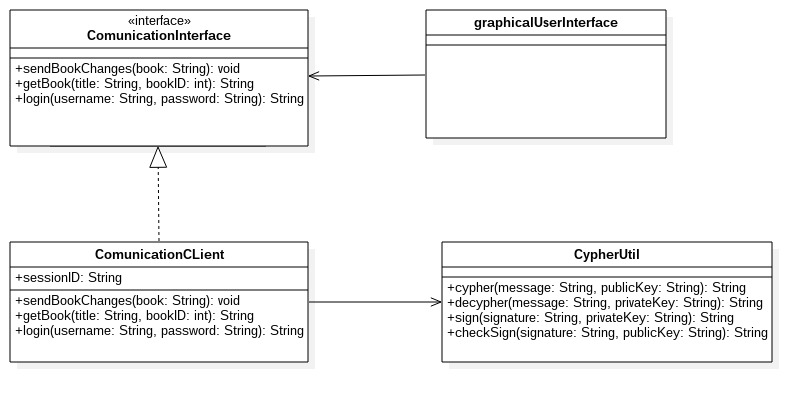 «interface»
ComunicationInterface
+sendBookChanges(book: String): void
+getBook(title: String, bookID: int): String
+login(username: String, password: String): String
graphicalUserInterface
ComunicationCLient
+sessionID: String
+sendBookChanges(book: String): void
+getBook(title: String, bookID: int): String
+login(username: String, password: String): String
CypherUtil
+cypher(message: String, publicKey: String): String
+decypher(message: String, privateKey: String): String
+sign(signature: String, privateKey: String): String
+checkSign(signature: String, publicKey: String): String